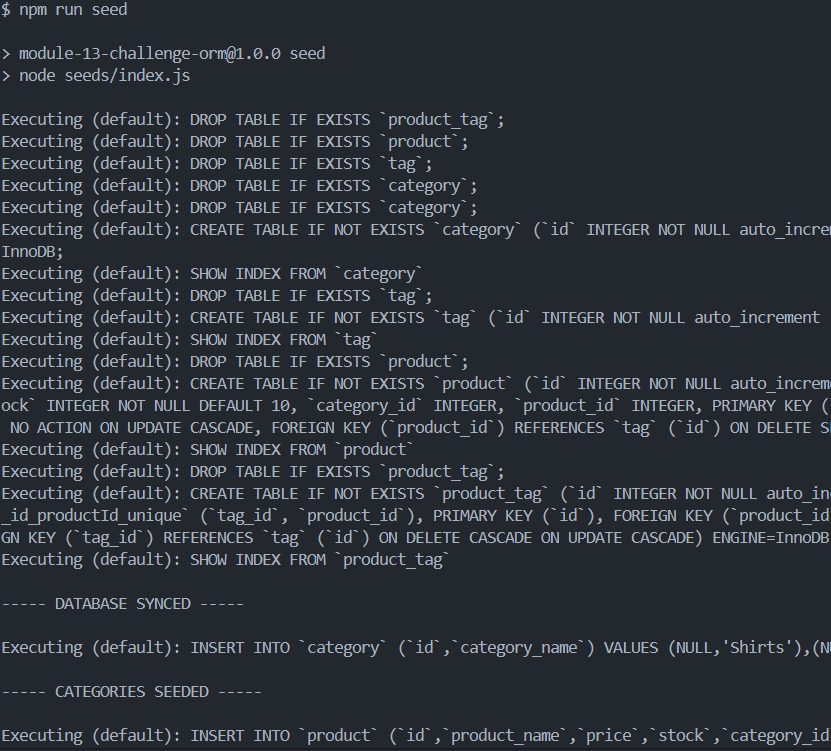 $ npm run seed
> module-13-challenge-orm@1.0.0 seed
> node seeds/index.js
Executing (default): DROP TABLE IF EXISTS `product_tag`;
Executing (default): DROP TABLE IF EXISTS `product`;
Executing (default): DROP TABLE IF EXISTS `tag`;
Executing (default): DROP TABLE IF EXISTS `category`;
Executing (default): DROP TABLE IF EXISTS `category`;
Executing (default): CREATE TABLE IF NOT EXISTS `category` (`id` INTEGER NOT NULL auto_increm
InnoDB;
Executing (default): SHOW INDEX FROM `category`
Executing (default): DROP TABLE IF EXISTS `tag`;
Executing (default): CREATE TABLE IF NOT EXISTS `tag` (`id` INTEGER NOT NULL auto_increment
Executing (default): SHOW INDEX FROM `tag`
Executing (default): DROP TABLE IF EXISTS `product`;
Executing (default): CREATE TABLE IF NOT EXISTS `product` (`id` INTEGER NOT NULL auto_increm
ock` INTEGER NOT NULL DEFAULT 10, `category_id` INTEGER, `product_id` INTEGER, PRIMARY KEY (`
NO ACTION ON UPDATE CASCADE, FOREIGN KEY (`product_id`) REFERENCES `tag` (`id`) ON DELETE S
Executing (default): SHOW INDEX FROM `product`
Executing (default): DROP TABLE IF EXISTS `product_tag`;
Executing (default): CREATE TABLE IF NOT EXISTS `product_tag` (`id` INTEGER NOT NULL auto_in
_id_productId_unique` (`tag_id`, `product_id`), PRIMARY KEY (`id`), FOREIGN KEY (`product_id
GN KEY (`tag_id`) REFERENCES `tag` (`id`) ON DELETE CASCADE ON UPDATE CASCADE) ENGINE=InnoDB
Executing (default): SHOW INDEX FROM `product_tag`
----- DATABASE SYNCED -----
Executing (default): INSERT INTO `category` (`id`,`category_name`) VALUES (NULL,'Shirts'),(N
----- CATEGORIES SEEDED -----
Executing (default): INSERT INTO `product` (`id`,`product_name`,`price`,`stock`,`category_id